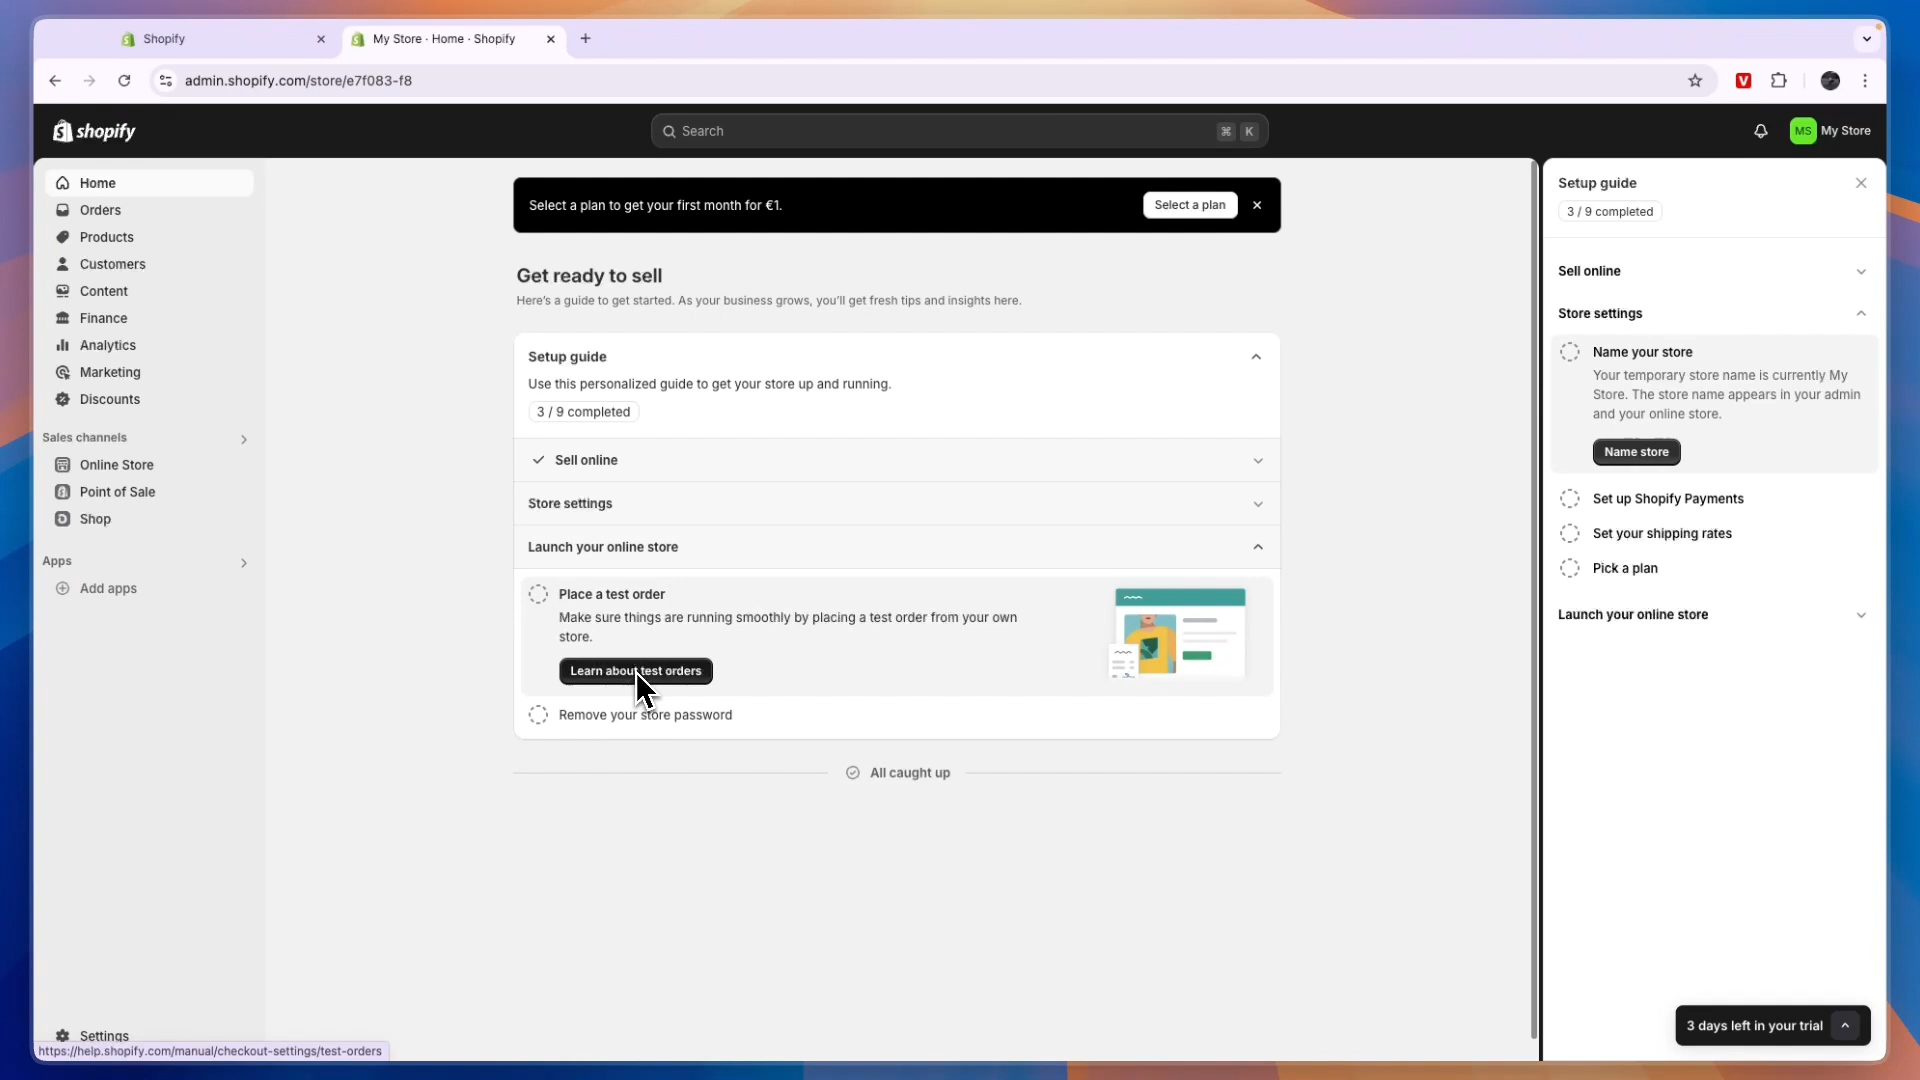 Shopify
My Store · Home · Shopify
admin.shopify.com/store/e7f083-f8
shopify
Search
⌘ K
MS My Store
Home
Orders
Products
Customers
Content
Finance
Analytics
Marketing
Discounts
Sales channels
Online Store
Point of Sale
Shop
Apps
Add apps
Settings
https://help.shopify.com/manual/checkout-settings/test-orders
Select a plan to get your first month for €1.
Select a plan
Get ready to sell
Here's a guide to get started. As your business grows, you'll get fresh tips and insights here.
Setup guide
Use this personalized guide to get your store up and running.
3 / 9 completed
Sell online
Store settings
Launch your online store
Place a test order
Make sure things are running smoothly by placing a test order from your own
store.
Learn about test orders
Remove your store password
All caught up
Setup guide
3 / 9 completed
Sell online
Store settings
Name your store
Your temporary store name is currently My
Store. The store name appears in your admin
and your online store.
Name store
Set up Shopify Payments
Set your shipping rates
Pick a plan
Launch your online store
3 days left in your trial